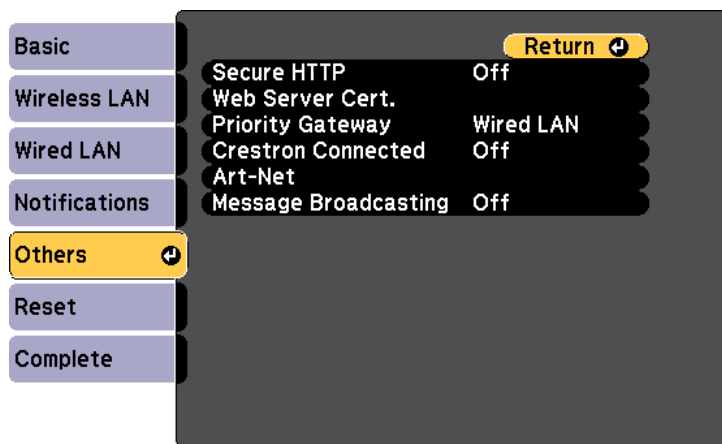 Basic
Wireless LAN
Wired LAN
Notifications
Others
Reset
Complete
Return
Secure HTTP Off
Web Server Cert.
Priority Gateway Wired LAN
Crestron Connected Off
Art-Net
Message Broadcasting Off